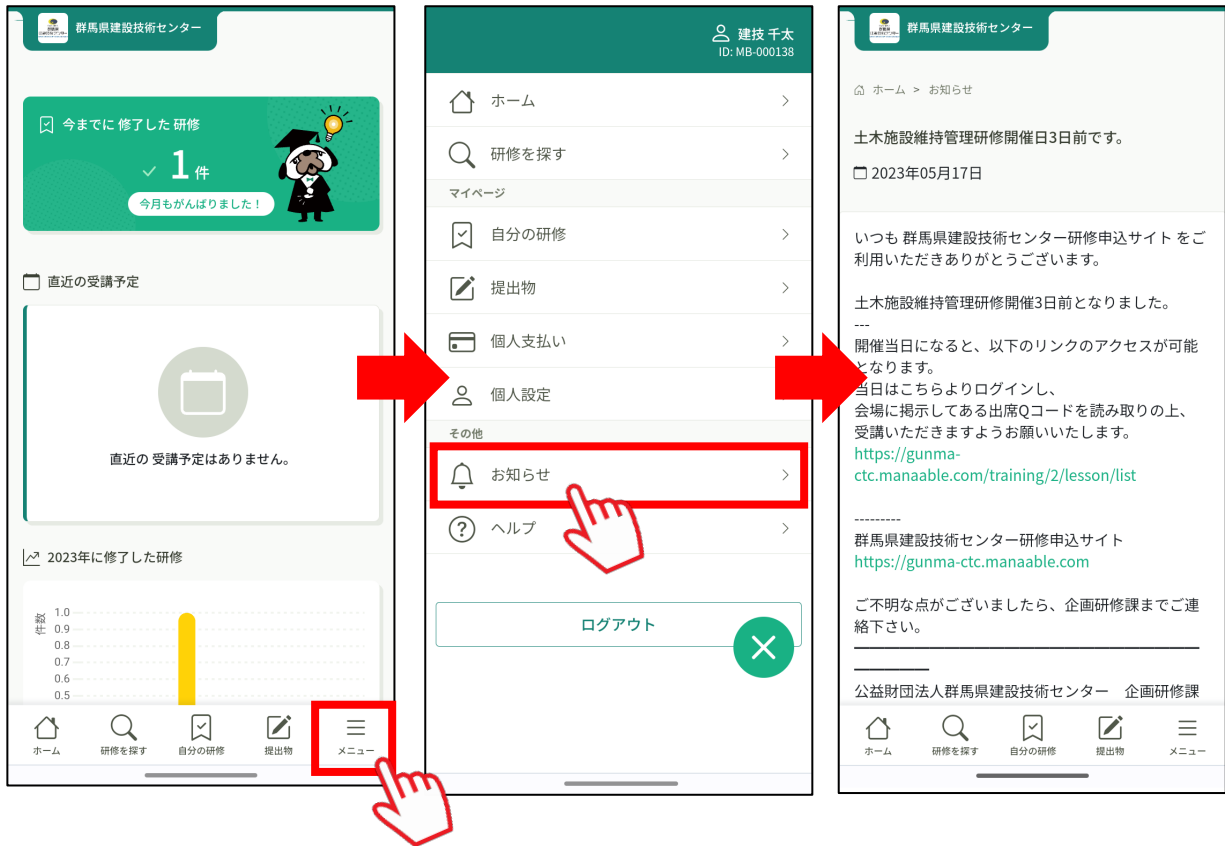 群馬県建設技術センター
今までに 修了した 研修
1 件
今月もがんばりました！
直近の受講予定
直近の 受講予定はありません。
2023年に修了した研修
件数
1.0
0.9
0.8
0.7
0.6
0.5
ホーム
研修を探す
自分の研修
提出物
メニュー
建技 千太
ID: MB-000138
ホーム
研修を探す
マイページ
自分の研修
提出物
個人支払い
個人設定
その他
お知らせ
ヘルプ
ログアウト
群馬県建設技術センター
ホーム > お知らせ
土木施設維持管理研修開催日3日前です。
2023年05月17日
いつも 群馬県建設技術センター研修申込サイト をご
利用いただきありがとうございます。
土木施設維持管理研修開催3日前となりました。
---
開催当日になると、以下のリンクのアクセスが可能
となります。
当日はこちらよりログインし、
会場に掲示してある出席Qコードを読み取りの上、
受講いただきますようお願いいたします。
https://gunma-
ctc.manaable.com/training/2/lesson/list
---------
群馬県建設技術センター研修申込サイト
https://gunma-ctc.manaable.com
ご不明な点がございましたら、企画研修課までご連
絡下さい。
公益財団法人群馬県建設技術センター　企画研修課
ホーム
研修を探す
自分の研修
提出物
メニュー